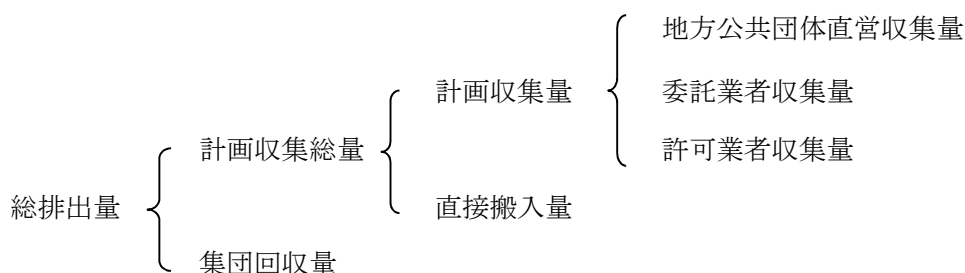 地方公共団体直営収集量
計画収集量
委託業者収集量
計画収集総量
許可業者収集量
総排出量
直接搬入量
集団回収量